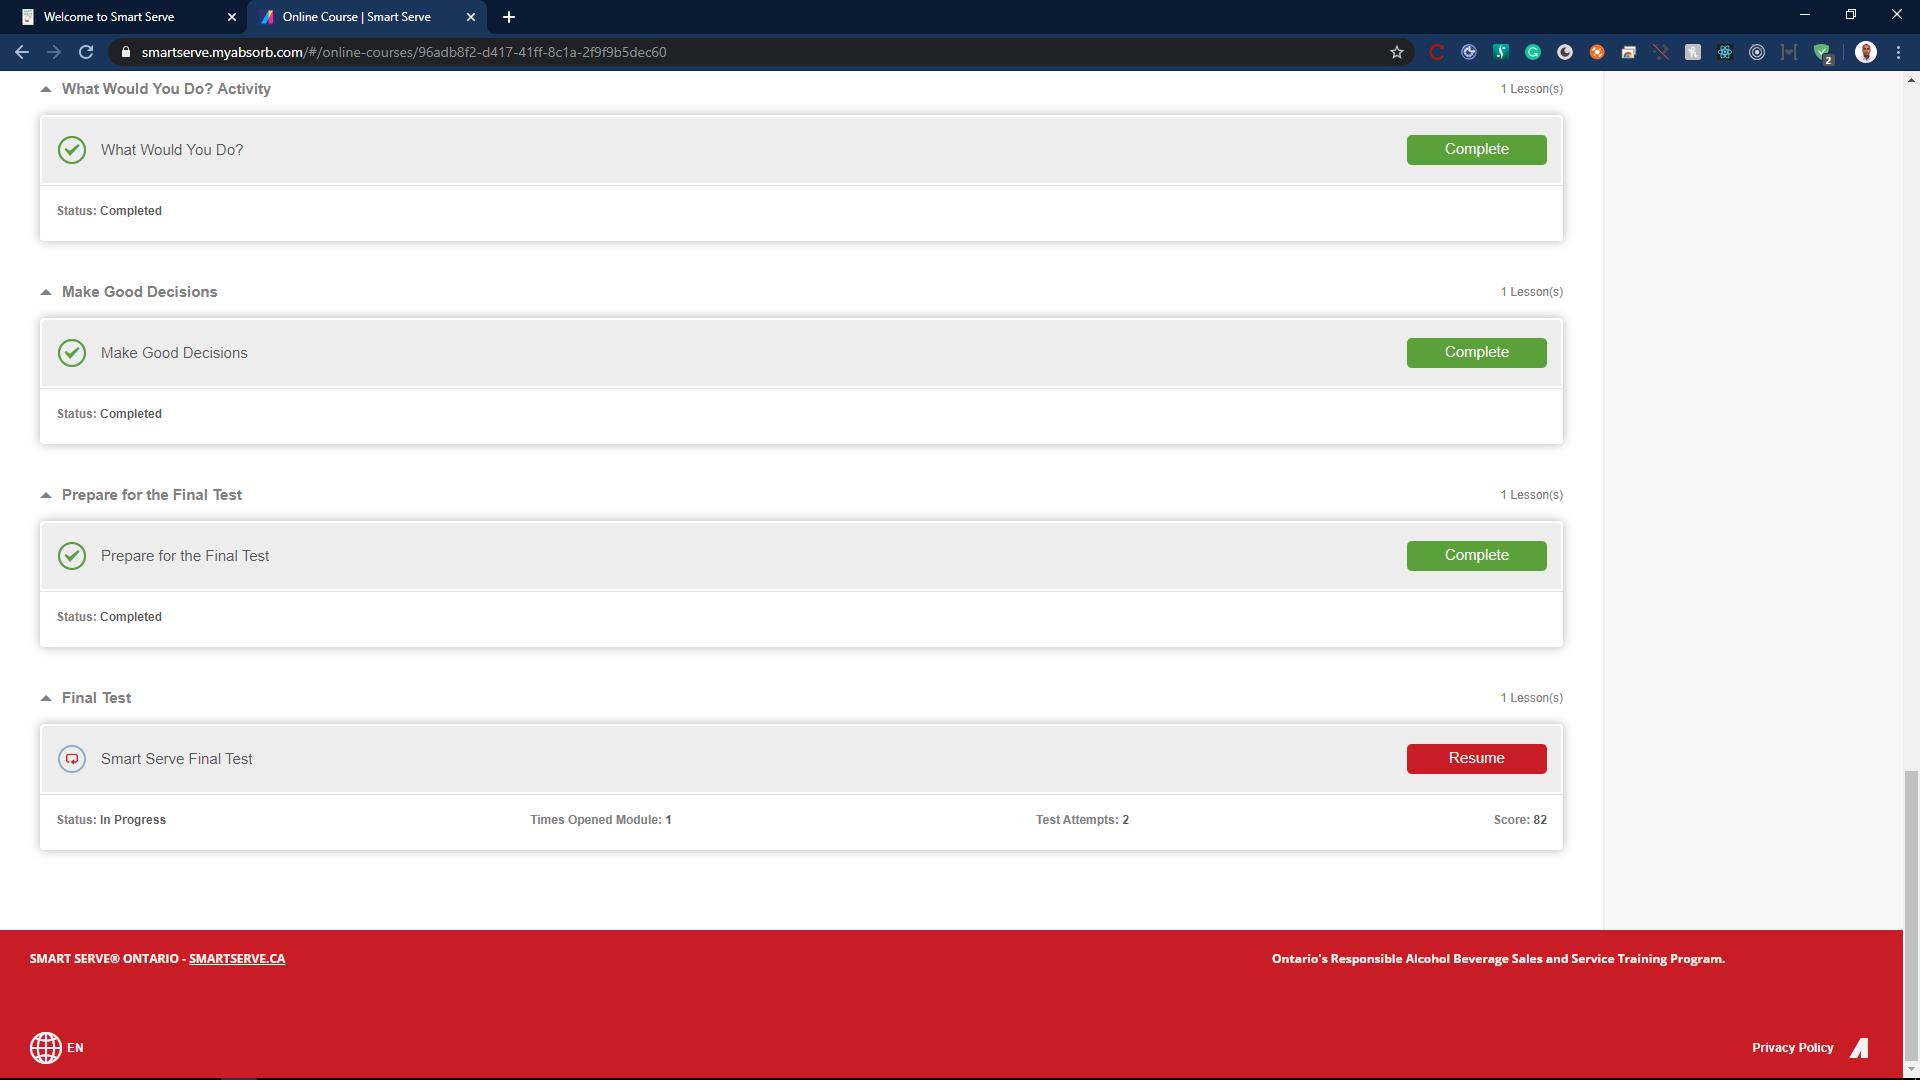 Welcome to Smart Serve
Online Course | Smart Serve
smartserve.myabsorb.com/#/online-courses/96adb8f2-d417-41ff-8c1a-2f9f9b5dec60
2
What Would You Do? Activity
1 Lesson(s)
What Would You Do?
Complete
Status: Completed
Make Good Decisions
1 Lesson(s)
Make Good Decisions
Complete
Status: Completed
Prepare for the Final Test
1 Lesson(s)
Prepare for the Final Test
Complete
Status: Completed
Final Test
1 Lesson(s)
Smart Serve Final Test
Resume
Status: In Progress
Times Opened Module: 1
Test Attempts: 2
Score: 82
SMART SERVE® ONTARIO - SMARTSERVE.CA
Ontario's Responsible Alcohol Beverage Sales and Service Training Program.
EN
Privacy Policy